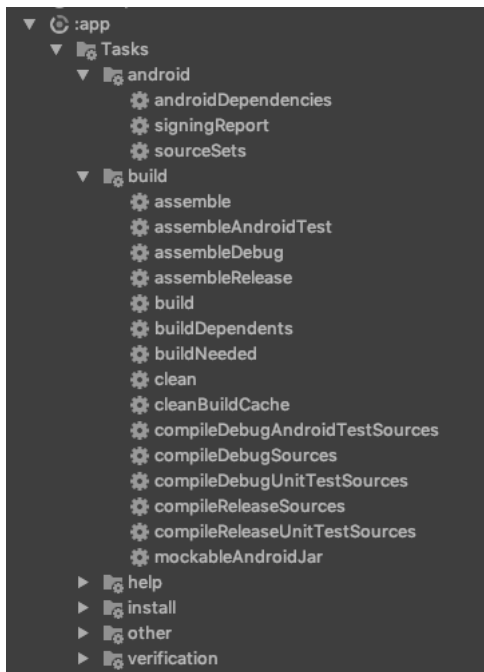 :app
Tasks
android
androidDependencies
signingReport
sourceSets
build
assemble
assembleAndroidTest
assembleDebug
assembleRelease
build
buildDependents
buildNeeded
clean
cleanBuildCache
compileDebugAndroidTestSources
compileDebugSources
compileDebugUnitTestSources
compileReleaseSources
compileReleaseUnitTestSources
mockableAndroidJar
help
install
other
verification